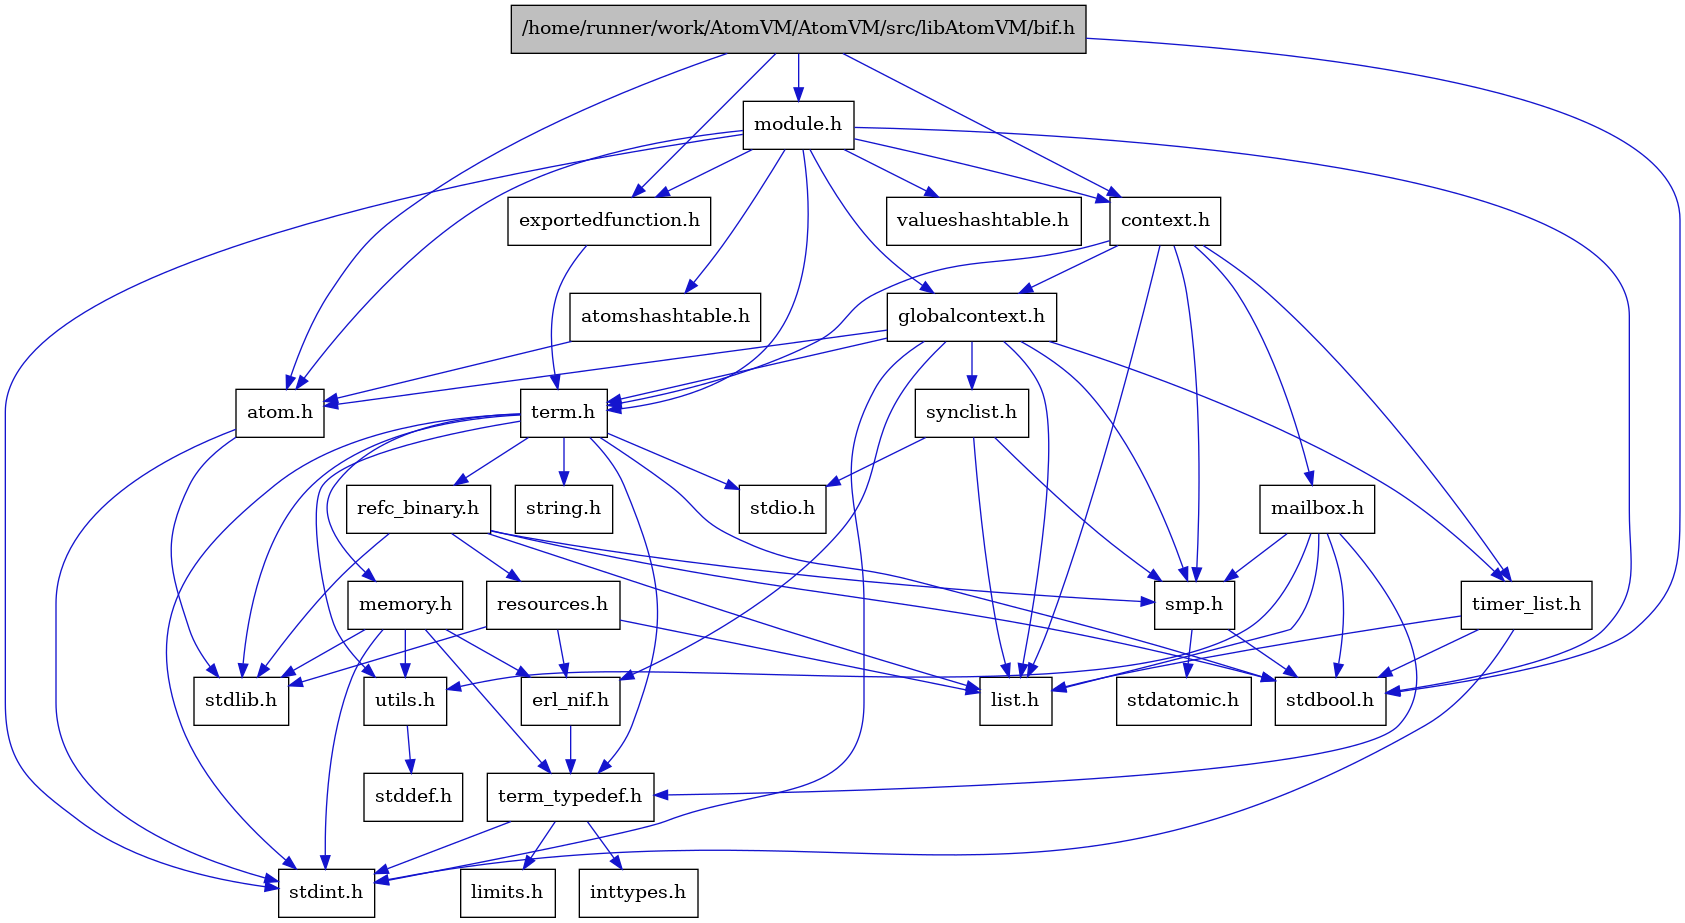 /home/runner/work/AtomVM/AtomVM/src/libAtomVM/bif.h
module.h
exportedfunction.h
valueshashtable.h
context.h
atomshashtable.h
globalcontext.h
atom.h
term.h
synclist.h
refc_binary.h
string.h
stdio.h
mailbox.h
memory.h
resources.h
smp.h
timer_list.h
stdlib.h
utils.h
erl_nif.h
list.h
stdatomic.h
stdbool.h
stddef.h
term_typedef.h
stdint.h
limits.h
inttypes.h